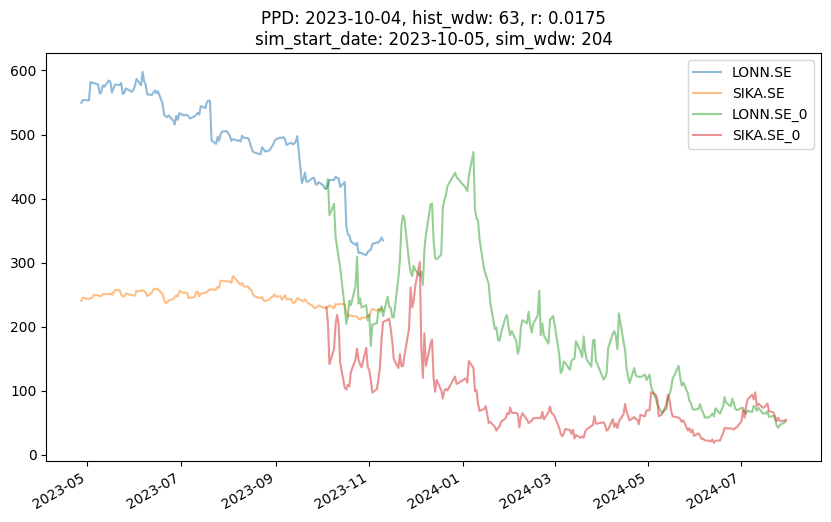 PPD: 2023-10-04, hist_wdw: 63, r: 0.0175
sim_start_date: 2023-10-05, sim_wdw: 204
LONN.SE
SIKA.SE
LONN.SE_0
SIKA.SE_0
600
500
400
300
200
100
0
2023-05
2023-07
2023-09
2023-11
2024-01
2024-03
2024-05
2024-07